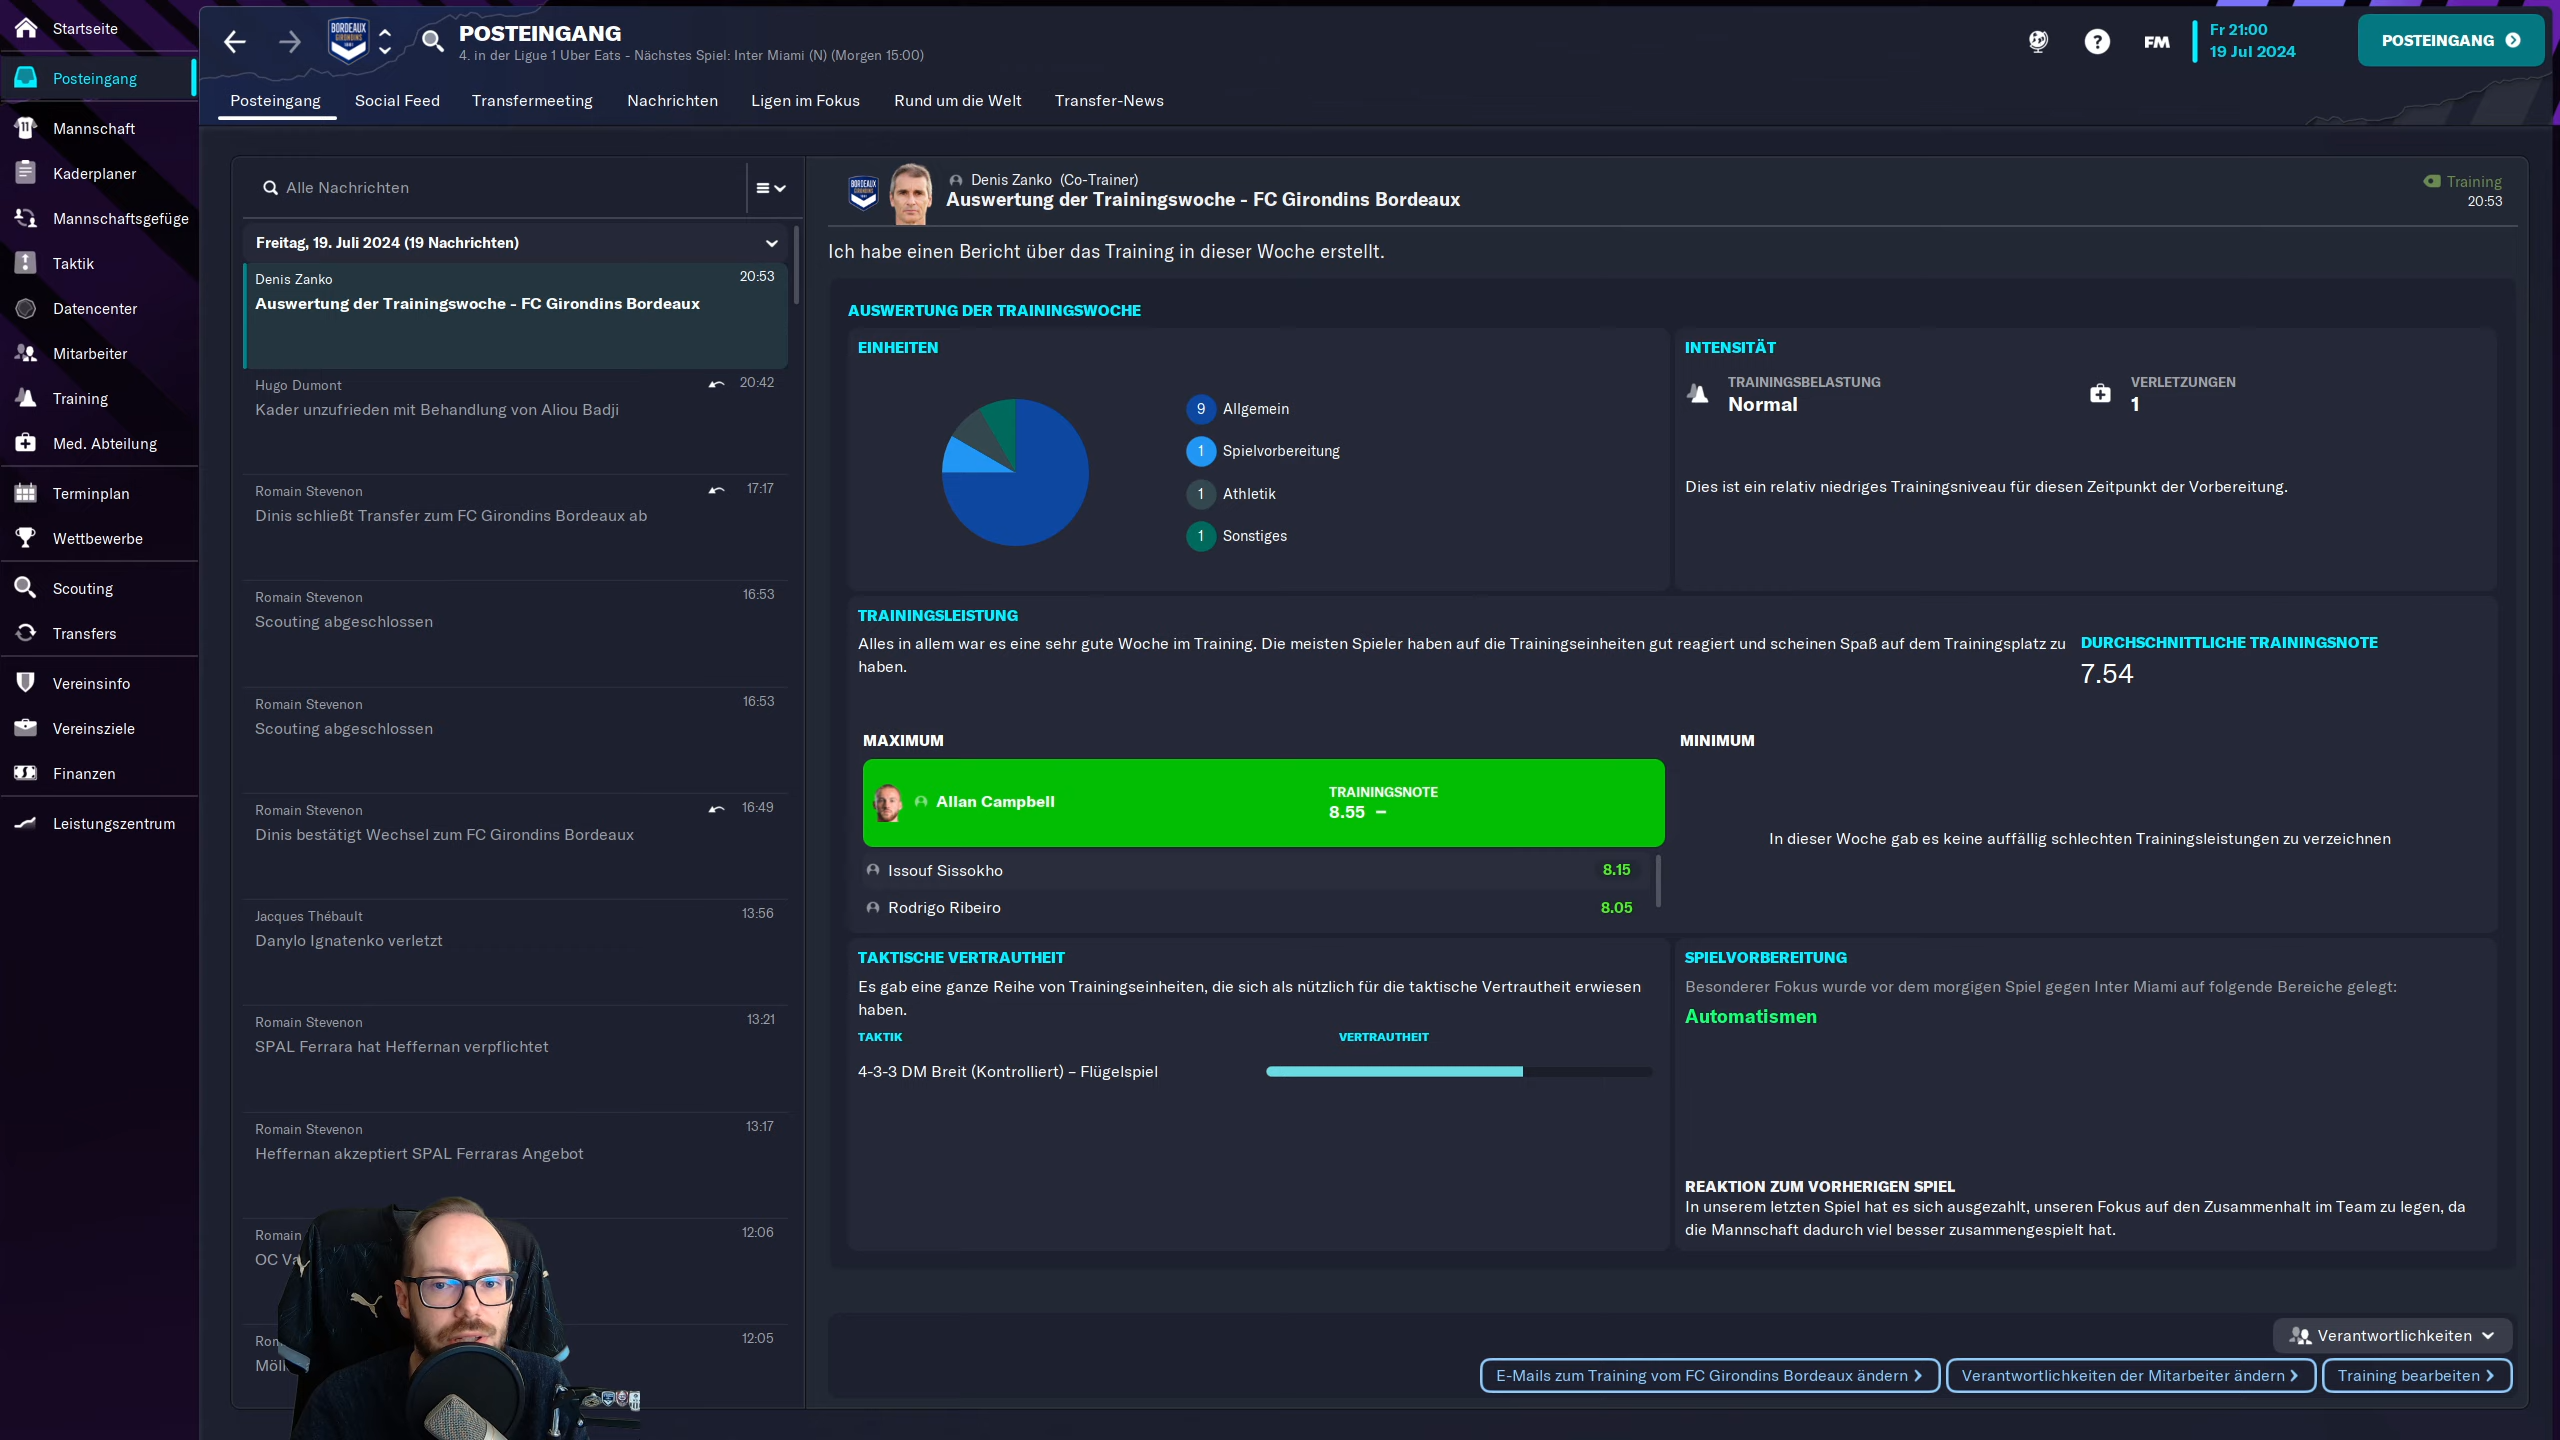 Startseite
Posteingang
Mannschaft
Kaderplaner
Mannschaftsgefüge
Taktik
Datencenter
Mitarbeiter
Training
Med. Abteilung
Terminplan
Wettbewerbe
Scouting
Transfers
Vereinsinfo
Vereinsziele
Finanzen
Leistungszentrum
BORDEAUX
GIRONDINS
POSTEINGANG
4. in der Ligue 1 Uber Eats - Nächstes Spiel: Inter Miami (N) (Morgen 15:00)
FM
Fr 21:00
19 Jul 2024
POSTEINGANG
Posteingang Social Feed Transfermeeting Nachrichten Ligen im Fokus Rund um die Welt Transfer-News
Alle Nachrichten
Freitag, 19. Juli 2024 (19 Nachrichten)
Denis Zanko 20:53
Auswertung der Trainingswoche - FC Girondins Bordeaux
Hugo Dumont 20:42
Kader unzufrieden mit Behandlung von Aliou Badji
Romain Stevenon 17:17
Dinis schließt Transfer zum FC Girondins Bordeaux ab
Romain Stevenon 16:53
Scouting abgeschlossen
Romain Stevenon 16:53
Scouting abgeschlossen
Romain Stevenon 16:49
Dinis bestätigt Wechsel zum FC Girondins Bordeaux
Jacques Thébault 13:56
Danylo Ignatenko verletzt
Romain Stevenon 13:21
SPAL Ferrara hat Heffernan verpflichtet
Romain Stevenon 13:17
Heffernan akzeptiert SPAL Ferraras Angebot
Romain 12:06
OC
12:05
BORDEAUX
Denis Zanko (Co-Trainer)
Auswertung der Trainingswoche - FC Girondins Bordeaux
Training
20:53
Ich habe einen Bericht über das Training in dieser Woche erstellt.
AUSWERTUNG DER TRAININGSWOCHE
EINHEITEN
9 Allgemein
1 Spielvorbereitung
1 Athletik
1 Sonstiges
INTENSITÄT
TRAININGSBELASTUNG
Normal
VERLETZUNGEN
1
Dies ist ein relativ niedriges Trainingsniveau für diesen Zeitpunkt der Vorbereitung.
TRAININGSLEISTUNG
Alles in allem war es eine sehr gute Woche im Training. Die meisten Spieler haben auf die Trainingseinheiten gut reagiert und scheinen Spaß auf dem Trainingsplatz zu
haben.
DURCHSCHNITTLICHE TRAININGSNOTE
7.54
MAXIMUM
Allan Campbell
TRAININGSNOTE
8.55 –
Issouf Sissokho 8.15
Rodrigo Ribeiro 8.05
MINIMUM
In dieser Woche gab es keine auffällig schlechten Trainingsleistungen zu verzeichnen
TAKTISCHE VERTRAUTHEIT
Es gab eine ganze Reihe von Trainingseinheiten, die sich als nützlich für die taktische Vertrautheit erwiesen
haben.
TAKTIK VERTRAUTHEIT
4-3-3 DM Breit (Kontrolliert) – Flügelspiel
SPIELVORBEREITUNG
Besonderer Fokus wurde vor dem morgigen Spiel gegen Inter Miami auf folgende Bereiche gelegt:
Automatismen
REAKTION ZUM VORHERIGEN SPIEL
In unserem letzten Spiel hat es sich ausgezahlt, unseren Fokus auf den Zusammenhalt im Team zu legen, da
die Mannschaft dadurch viel besser zusammengespielt hat.
Verantwortlichkeiten
E-Mails zum Training vom FC Girondins Bordeaux ändern
Verantwortlichkeiten der Mitarbeiter ändern
Training bearbeiten